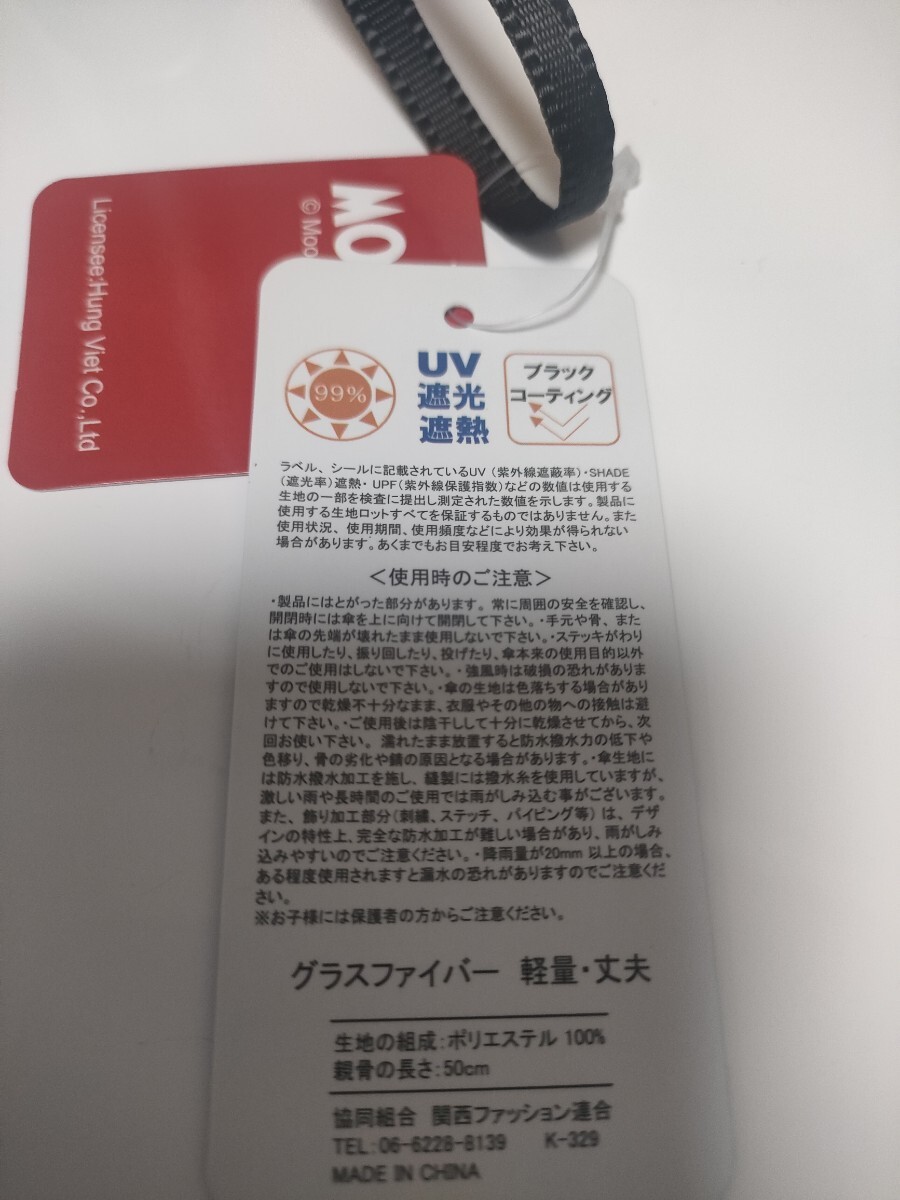 MO
© Moo
Licensee:Hung Viet Co.,Ltd
99%
UV
遮光
遮熱
ブラック
コーティング
ラベル、シールに記載されているUV (紫外線遮蔽率)・SHADE
(遮光率)遮熱・ UPF(紫外線保護指数)などの数値は使用する
生地の一部を検査に提出し測定された数値を示します。製品に
使用する生地ロットすべてを保証するものではありません。また
使用状況、使用期間、使用頻度などにより効果が得られない
場合があります。あくまでもお目安程度でお考え下さい。
＜使用時のご注意＞
・製品にはとがった部分があります。常に周囲の安全を確認し、
開閉時には傘を上に向けて開閉して下さい。・手元や骨、また
は傘の先端が壊れたまま使用しないで下さい。・ステッキがわり
に使用したり、振り回したり、投げたり、傘本来の使用目的以外
でのご使用はしないで下さい。・強風時は破損の恐れがありま
すので使用しないで下さい。・傘の生地は色落ちする場合があり
ますので乾燥不十分なまま、衣服やその他の物への接触は避
けて下さい。・ご使用後は陰干しして十分に乾燥させてから、次
回お使い下さい。濡れたまま放置すると防水撥水力の低下や
色移り、骨の劣化や錆の原因となる場合があります。・傘生地に
は防水撥水加工を施し、縫製には撥水糸を使用していますが、
激しい雨や長時間のご使用では雨がしみ込む事がございます。
また、飾り加工部分(刺繍、ステッチ、パイピング等) は、デザ
インの特性上、完全な防水加工が難しい場合があり、雨がしみ
込みやすいのでご注意ください。・降雨量が20mm 以上の場合、
ある程度使用されますと漏水の恐れがありますのでご注意くだ
さい。
※お子様には保護者の方からご注意ください。
グラスファイバー 軽量・丈夫
生地の組成:ポリエステル 100%
親骨の長さ:50cm
協同組合 関西ファッション連合
TEL:06-6228-8139 K-329
MADE IN CHINA